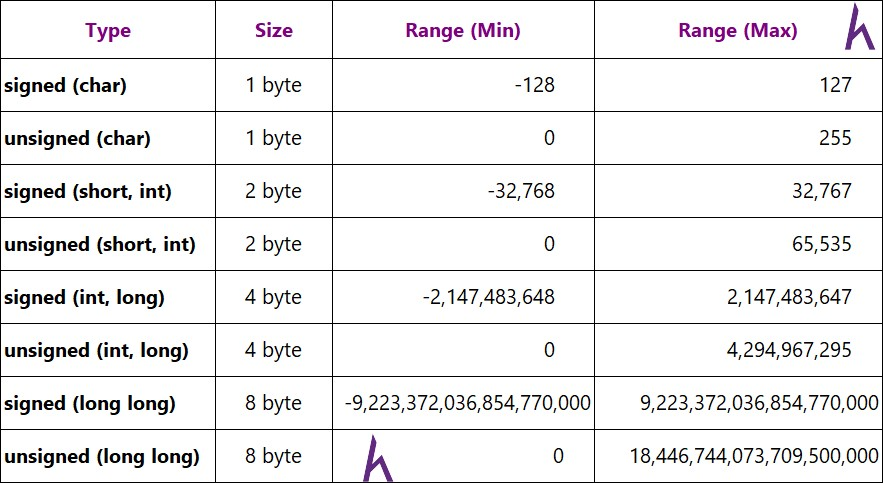 Type Size Range (Min) Range (Max)
signed (char) 1 byte -128 127
unsigned (char) 1 byte 0 255
signed (short, int) 2 byte -32,768 32,767
unsigned (short, int) 2 byte 0 65,535
signed (int, long) 4 byte -2,147,483,648 2,147,483,647
unsigned (int, long) 4 byte 0 4,294,967,295
signed (long long) 8 byte -9,223,372,036,854,770,000 9,223,372,036,854,770,000
unsigned (long long) 8 byte 0 18,446,744,073,709,500,000